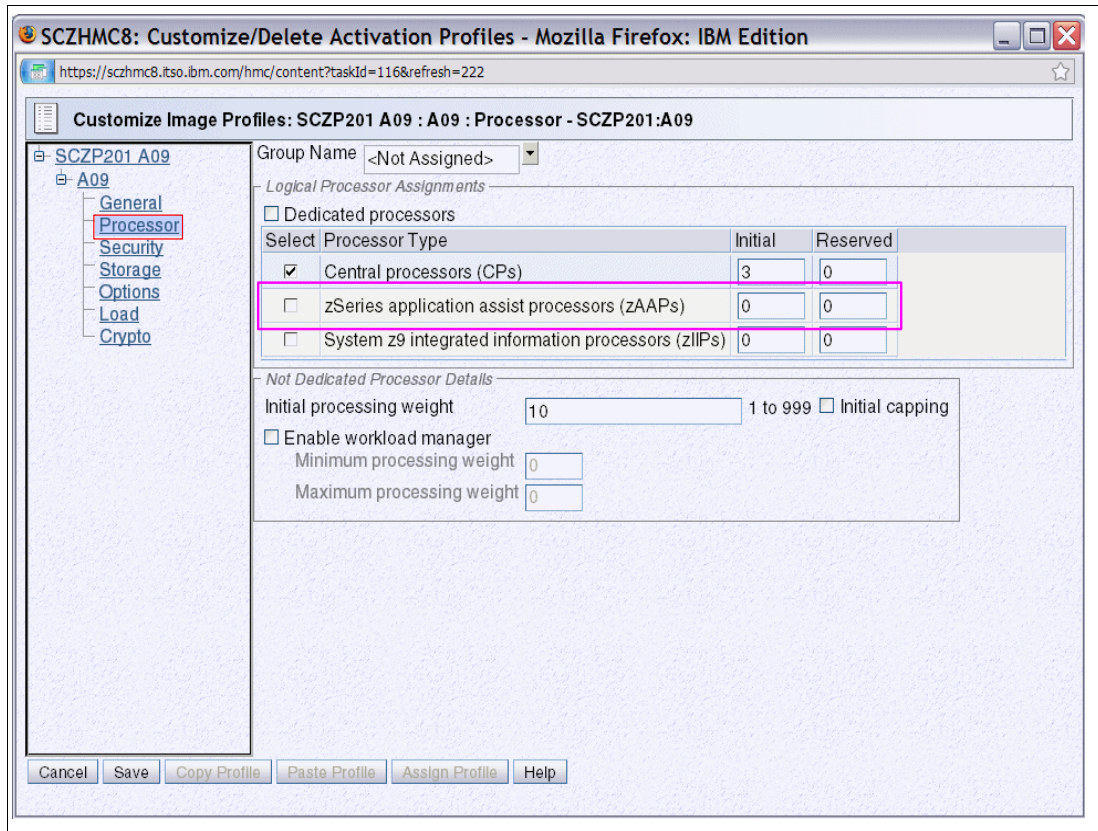 SCZHMC8: Customize/Delete Activation Profiles - Mozilla Firefox: IBM Edition
https://sczhmc8.itso.ibm.com/hmc/content?taskId=116&refresh=222
Customize Image Profiles: SCZP201 A09 : A09 : Processor - SCZP201:A09
SCZP201 A09
A09
General
Processor
Security
Storage
Options
Load
Crypto
Group Name <Not Assigned>
Logical Processor Assignments
Dedicated processors
Select Processor Type Initial Reserved
Central processors (CPs) 3 0
zSeries application assist processors (zAAPs) 0 0
System z9 integrated information processors (zIIPs) 0 0
Not Dedicated Processor Details
Initial processing weight 10 1 to 999 Initial capping
Enable workload manager
Minimum processing weight 0
Maximum processing weight 0
Cancel Save Copy Profile Paste Profile Assign Profile Help